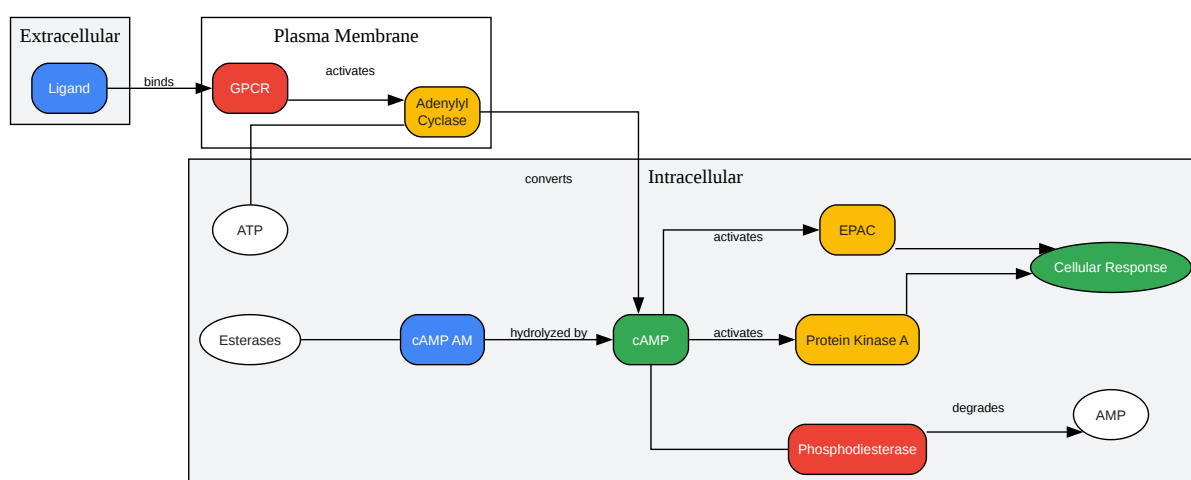 Extracellular
Plasma Membrane
Ligand
binds
GPCR
activates
Adenylyl
Cyclase
converts
Intracellular
ATP
activates
EPAC
Cellular Response
Esterases
cAMP AM
hydrolyzed by
cAMP
activates
Protein Kinase A
degrades
AMP
Phosphodiesterase